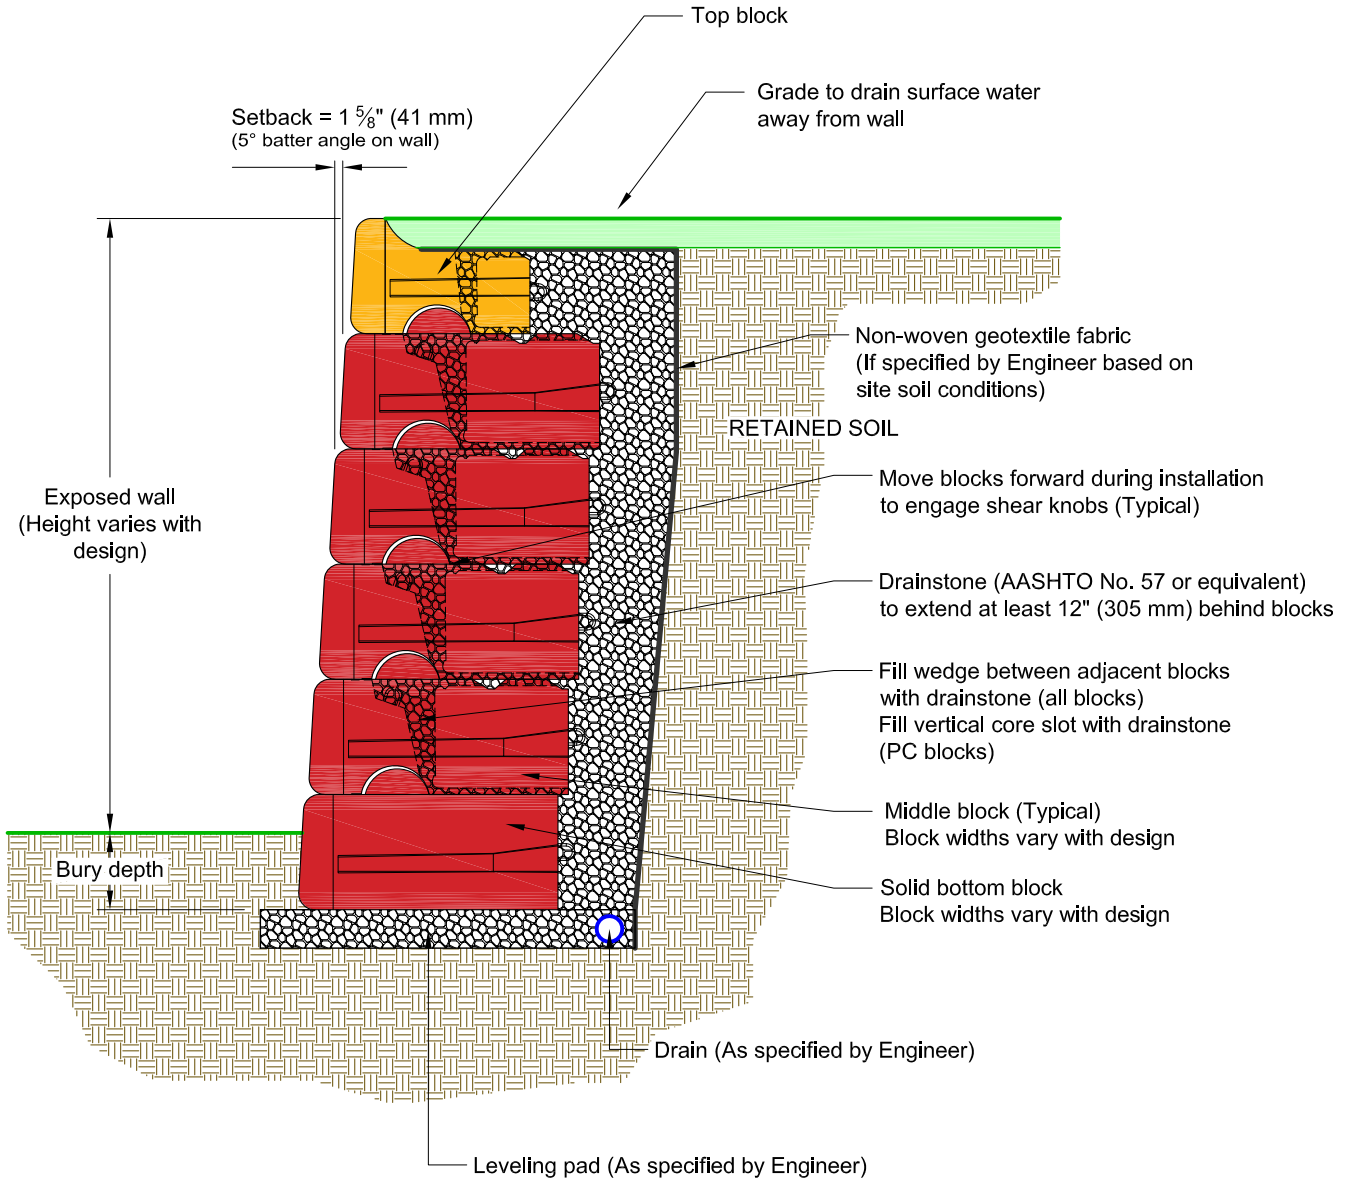 Top block
Grade to drain surface water
away from wall
Setback = 1 5⁄8" (41 mm)
(5° batter angle on wall)
Non-woven geotextile fabric
(If specified by Engineer based on
site soil conditions)
RETAINED SOIL
Move blocks forward during installation
to engage shear knobs (Typical)
Exposed wall
(Height varies with
design)
Drainstone (AASHTO No. 57 or equivalent)
to extend at least 12" (305 mm) behind blocks
Fill wedge between adjacent blocks
with drainstone (all blocks)
Fill vertical core slot with drainstone
(PC blocks)
Middle block (Typical)
Block widths vary with design
Bury depth
Solid bottom block
Block widths vary with design
Drain (As specified by Engineer)
Leveling pad (As specified by Engineer)